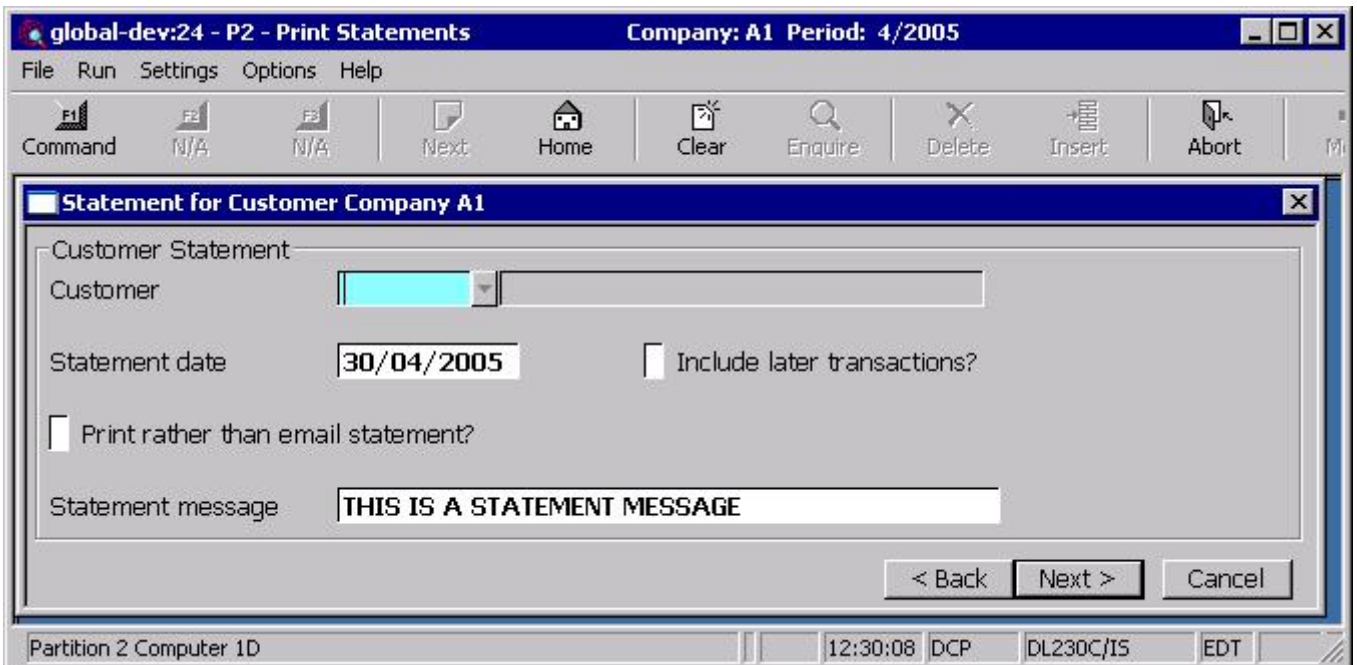 global-dev:24 - P2 - Print Statements Company: A1 Period: 4/2005
File Run Settings Options Help
F1 F2 F3
Command N/A N/A Next Home Clear Enquire Delete Insert Abort
Statement for Customer Company A1
Customer Statement
Customer
Statement date 30/04/2005 Include later transactions?
Print rather than email statement?
Statement message THIS IS A STATEMENT MESSAGE
< Back Next > Cancel
Partition 2 Computer 1D 12:30:08 DCP DL230C/IS EDT